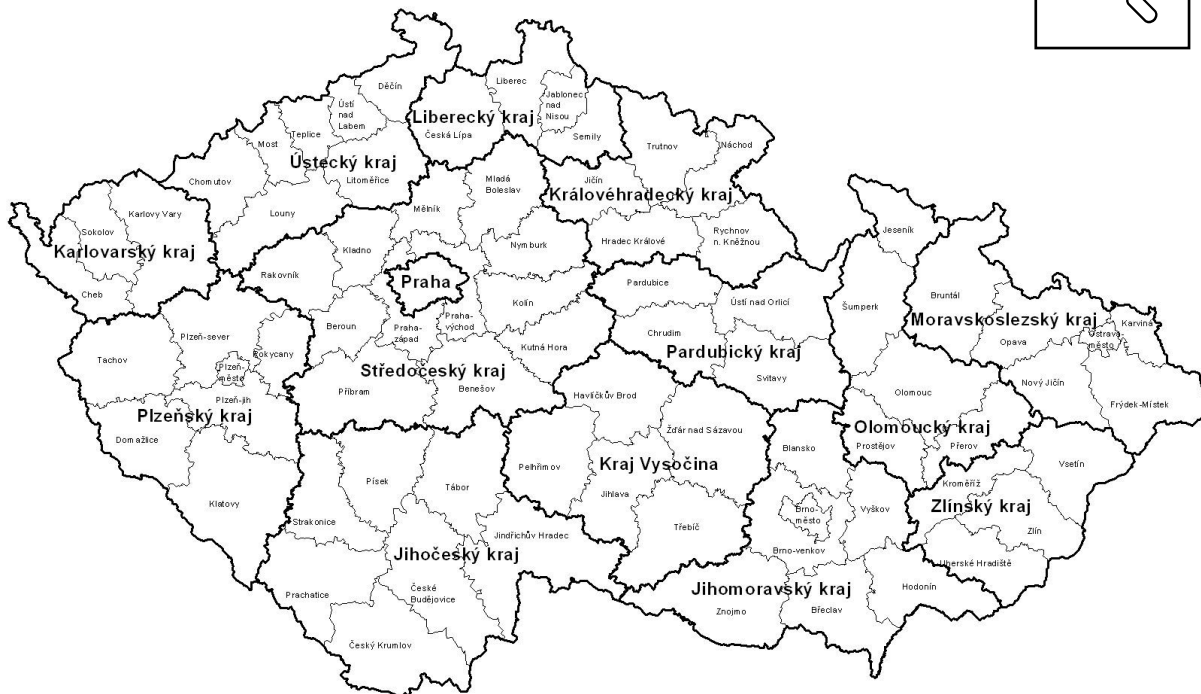 Děčín
Liberec
Jablonec
nad
Nisou
Ústí
nad
Labem
Teplice
Liberecký kraj
Česká Lípa
Semily
Most
Ústecký kraj
Trutnov
Náchod
Chomutov
Litoměřice
Mladá
Boleslav
Jičín
Královéhradecký kraj
Karlovy Vary
Louny
Mělník
Sokolov
Karlovarský kraj
Kladno
Nymburk
Hradec Králové
Rychnov
n. Kněžnou
Jeseník
Rakovník
Praha
Cheb
Kolín
Pardubice
Ústí nad Orlicí
Šumperk
Bruntál
Moravskoslezský kraj
Karviná
Ostrava-
město
Opava
Plzeň-sever
Beroun
Praha-
západ
Praha-
východ
Chrudim
Pardubický kraj
Kutná Hora
Tachov
Rokycany
Plzeň-
město
Středočeský kraj
Svitavy
Příbram
Benešov
Nový Jičín
Frýdek-Místek
Havlíčkův Brod
Olomouc
Plzeň-jih
Plzeňský kraj
Domažlice
Žďár nad Sázavou
Olomoucký kraj
Prostějov
Přerov
Blansko
Pelhřimov
Kraj Vysočina
Vsetín
Písek
Tábor
Kroměříž
Jihlava
Zlínský kraj
Klatovy
Brno-
město
Vyškov
Strakonice
Třebíč
Zlín
Jindřichův Hradec
Jihočeský kraj
Brno-venkov
Uherské Hradiště
Prachatice
České
Budějovice
Jihomoravský kraj
Hodonín
Znojmo
Břeclav
Český Krumlov